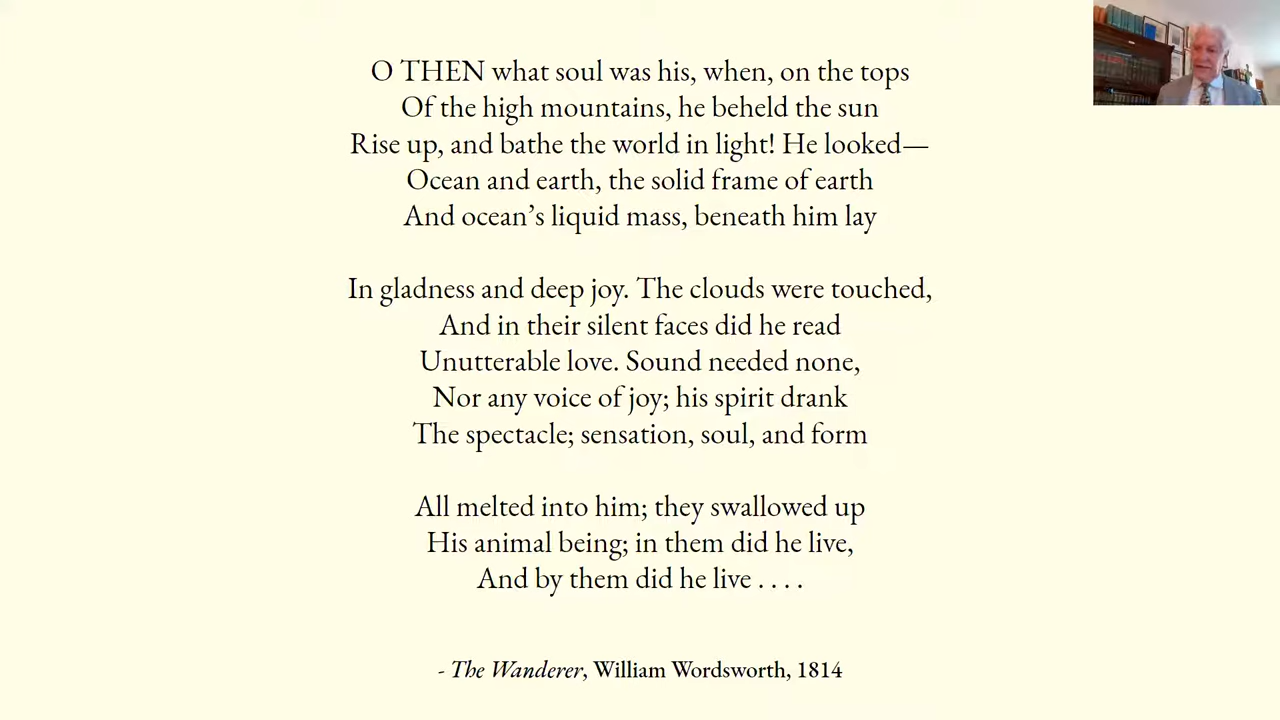 O THEN what soul was his, when, on the tops
Of the high mountains, he beheld the sun
Rise up, and bathe the world in light! He looked—
Ocean and earth, the solid frame of earth
And ocean’s liquid mass, beneath him lay
In gladness and deep joy. The clouds were touched,
And in their silent faces did he read
Unutterable love. Sound needed none,
Nor any voice of joy; his spirit drank
The spectacle; sensation, soul, and form
All melted into him; they swallowed up
His animal being; in them did he live,
And by them did he live . . . .
- The Wanderer, William Wordsworth, 1814